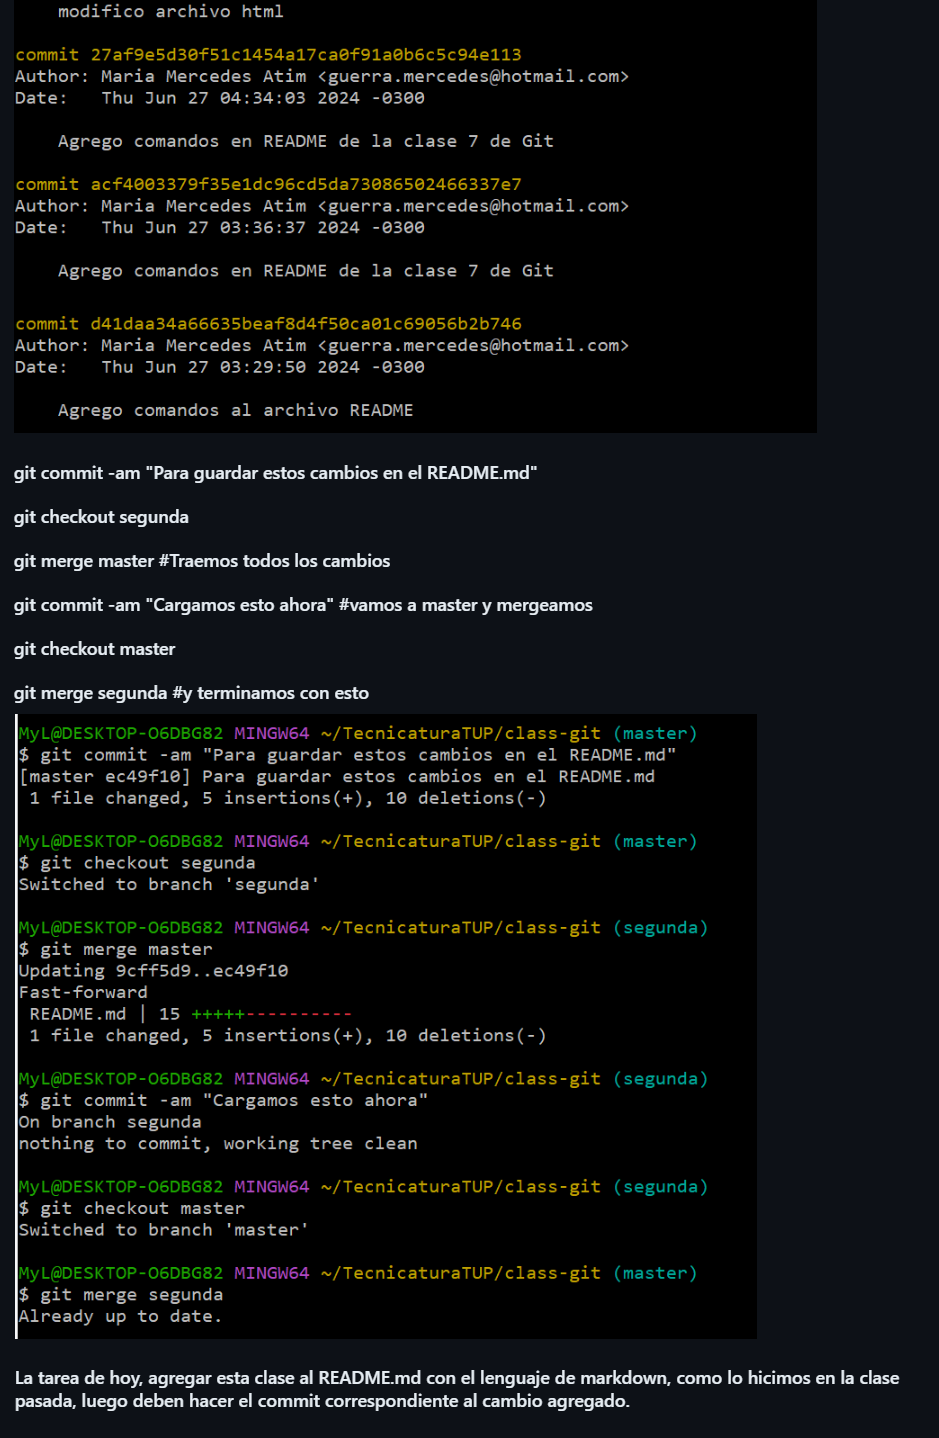 modifico archivo html
commit 27af9e5d30f51c1454a17ca0f91a0b6c5c94e113
Author: Maria Mercedes Atim <guerra.mercedes@hotmail.com>
Date:   Thu Jun 27 04:34:03 2024 -0300
Agrego comandos en README de la clase 7 de Git
commit acf4003379f35e1dc96cd5da73086502466337e7
Author: Maria Mercedes Atim <guerra.mercedes@hotmail.com>
Date:   Thu Jun 27 03:36:37 2024 -0300
Agrego comandos en README de la clase 7 de Git
commit d41daa34a66635beaf8d4f50ca01c69056b2b746
Author: Maria Mercedes Atim <guerra.mercedes@hotmail.com>
Date:   Thu Jun 27 03:29:50 2024 -0300
Agrego comandos al archivo README
git commit -am "Para guardar estos cambios en el README.md"
git checkout segunda
git merge master #Traemos todos los cambios
git commit -am "Cargamos esto ahora" #vamos a master y mergeamos
git checkout master
git merge segunda #y terminamos con esto
MyL@DESKTOP-O6DBG82 MINGW64 ~/TecnicaturaTUP/class-git (master)
$ git commit -am "Para guardar estos cambios en el README.md"
[master ec49f10] Para guardar estos cambios en el README.md
1 file changed, 5 insertions(+), 10 deletions(-)
MyL@DESKTOP-O6DBG82 MINGW64 ~/TecnicaturaTUP/class-git (master)
$ git checkout segunda
Switched to branch 'segunda'
MyL@DESKTOP-O6DBG82 MINGW64 ~/TecnicaturaTUP/class-git (segunda)
$ git merge master
Updating 9cff5d9..ec49f10
Fast-forward
README.md | 15 +++++----------
1 file changed, 5 insertions(+), 10 deletions(-)
MyL@DESKTOP-O6DBG82 MINGW64 ~/TecnicaturaTUP/class-git (segunda)
$ git commit -am "Cargamos esto ahora"
On branch segunda
nothing to commit, working tree clean
MyL@DESKTOP-O6DBG82 MINGW64 ~/TecnicaturaTUP/class-git (segunda)
$ git checkout master
Switched to branch 'master'
MyL@DESKTOP-O6DBG82 MINGW64 ~/TecnicaturaTUP/class-git (master)
$ git merge segunda
Already up to date.
La tarea de hoy, agregar esta clase al README.md con el lenguaje de markdown, como lo hicimos en la clase
pasada, luego deben hacer el commit correspondiente al cambio agregado.